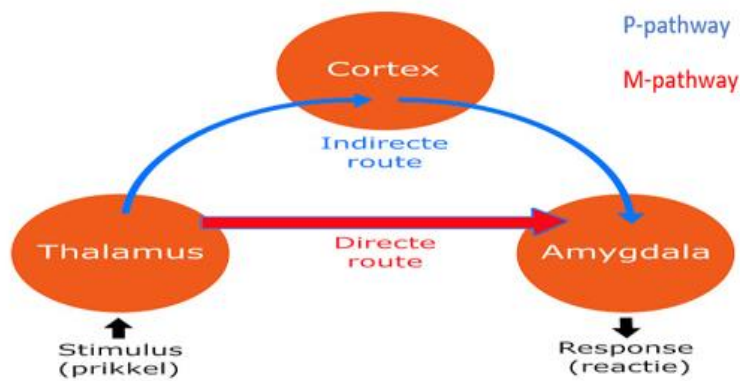 P-pathway
M-pathway
Cortex
Indirecte
route
Thalamus
Directe
route
Amygdala
Stimulus
(prikkel)
Response
(reactie)